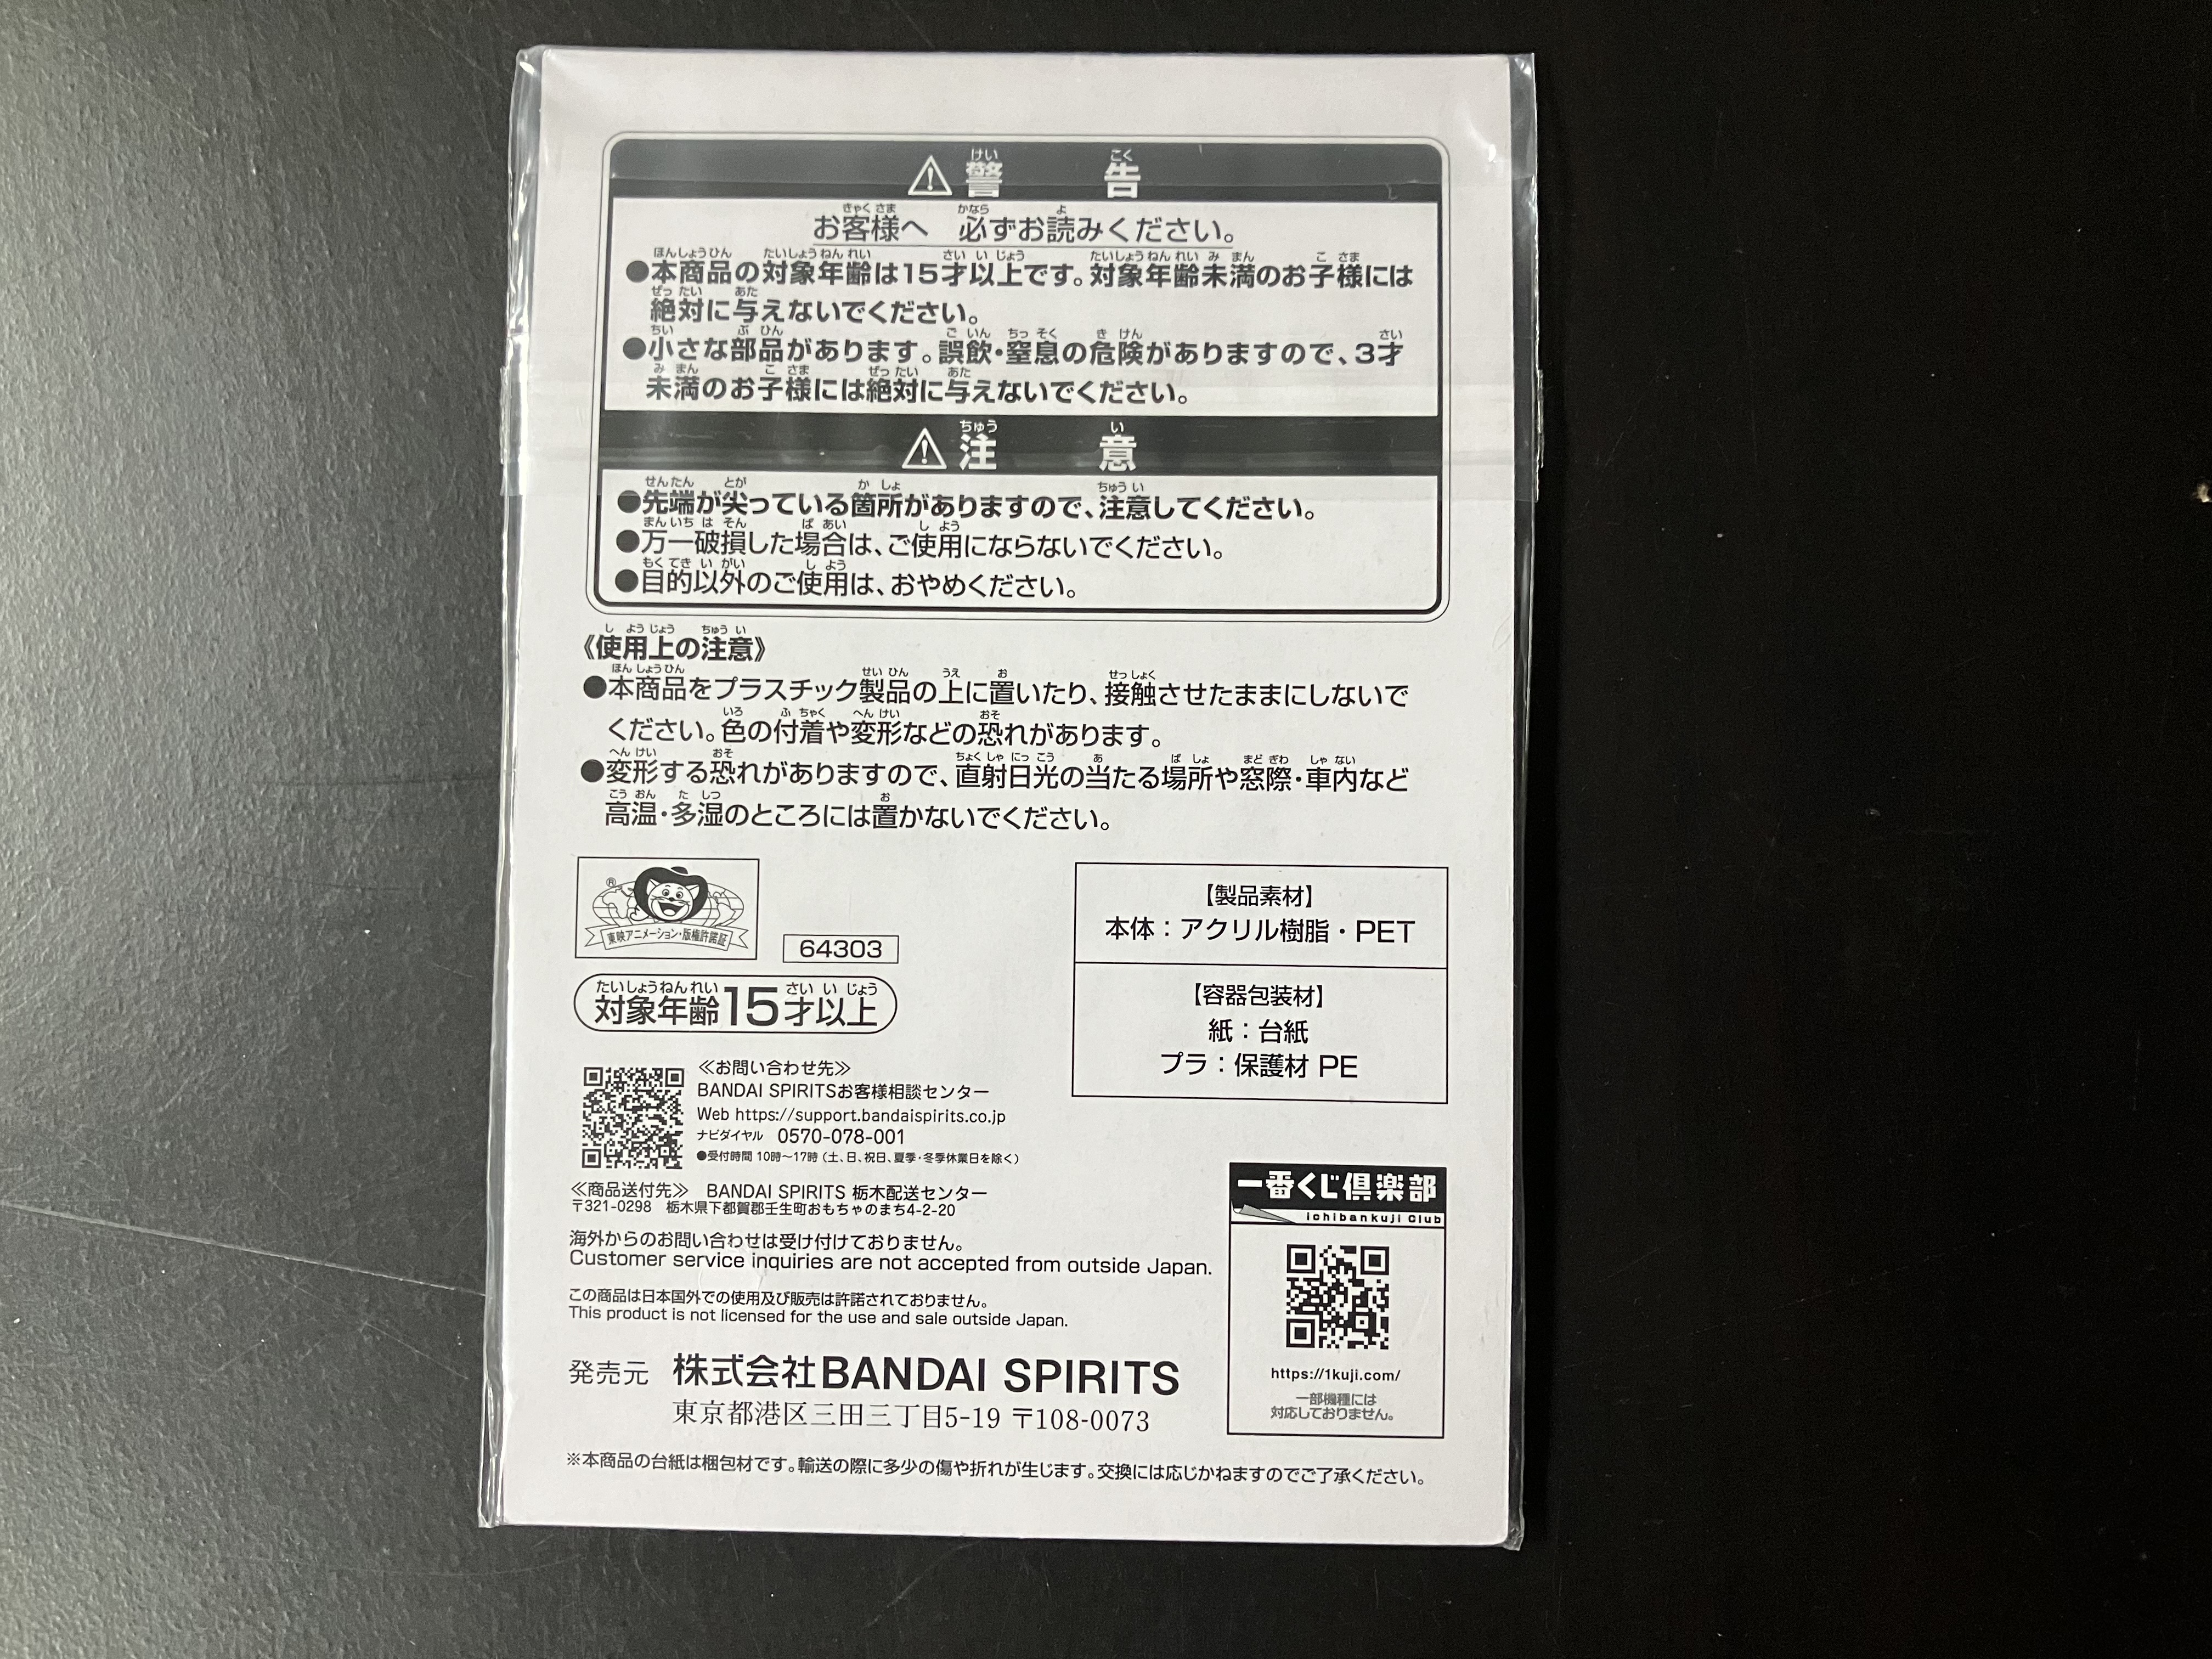 ⚠警告
お客様へ 必ずお読みください。
●本商品の対象年齢は15才以上です。対象年齢未満のお子様には
絶対に与えないでください。
●小さな部品があります。誤飲・窒息の危険がありますので、3才
未満のお子様には絶対に与えないでください。
⚠注意
●先端が尖っている箇所がありますので、注意してください。
●万一破損した場合は、ご使用にならないでください。
●目的以外のご使用は、おやめください。
《使用上の注意》
●本商品をプラスチック製品の上に置いたり、接触させたままにしないで
ください。色の付着や変形などの恐れがあります。
●変形する恐れがありますので、直射日光の当たる場所や窓際・車内など
高温・多湿のところには置かないでください。
®
東映アニメーション・版権許諾証
64303
対象年齢15才以上
【製品素材】
本体:アクリル樹脂・PET
【容器包装材】
紙:台紙
プラ:保護材 PE
≪お問い合わせ先≫
BANDAI SPIRITSお客様相談センター
Web https://support.bandaispirits.co.jp
ナビダイヤル 0570-078-001
●受付時間 10時〜17時(土、日、祝日、夏季・冬季休業日を除く)
≪商品送付先≫ BANDAI SPIRITS 栃木配送センター
〒321-0298 栃木県下都賀郡壬生町おもちゃのまち4-2-20
海外からのお問い合わせは受け付けておりません。
Customer service inquiries are not accepted from outside Japan.
この商品は日本国外での使用及び販売は許諾されておりません。
This product is not licensed for the use and sale outside Japan.
発売元 株式会社BANDAI SPIRITS
東京都港区三田三丁目5-19 〒108-0073
一番くじ倶楽部
ichibankuji Club
https://1kuji.com/
一部機種には
対応しておりません。
※本商品の台紙は梱包材です。輸送の際に多少の傷や折れが生じます。交換には応じかねますのでご了承ください。